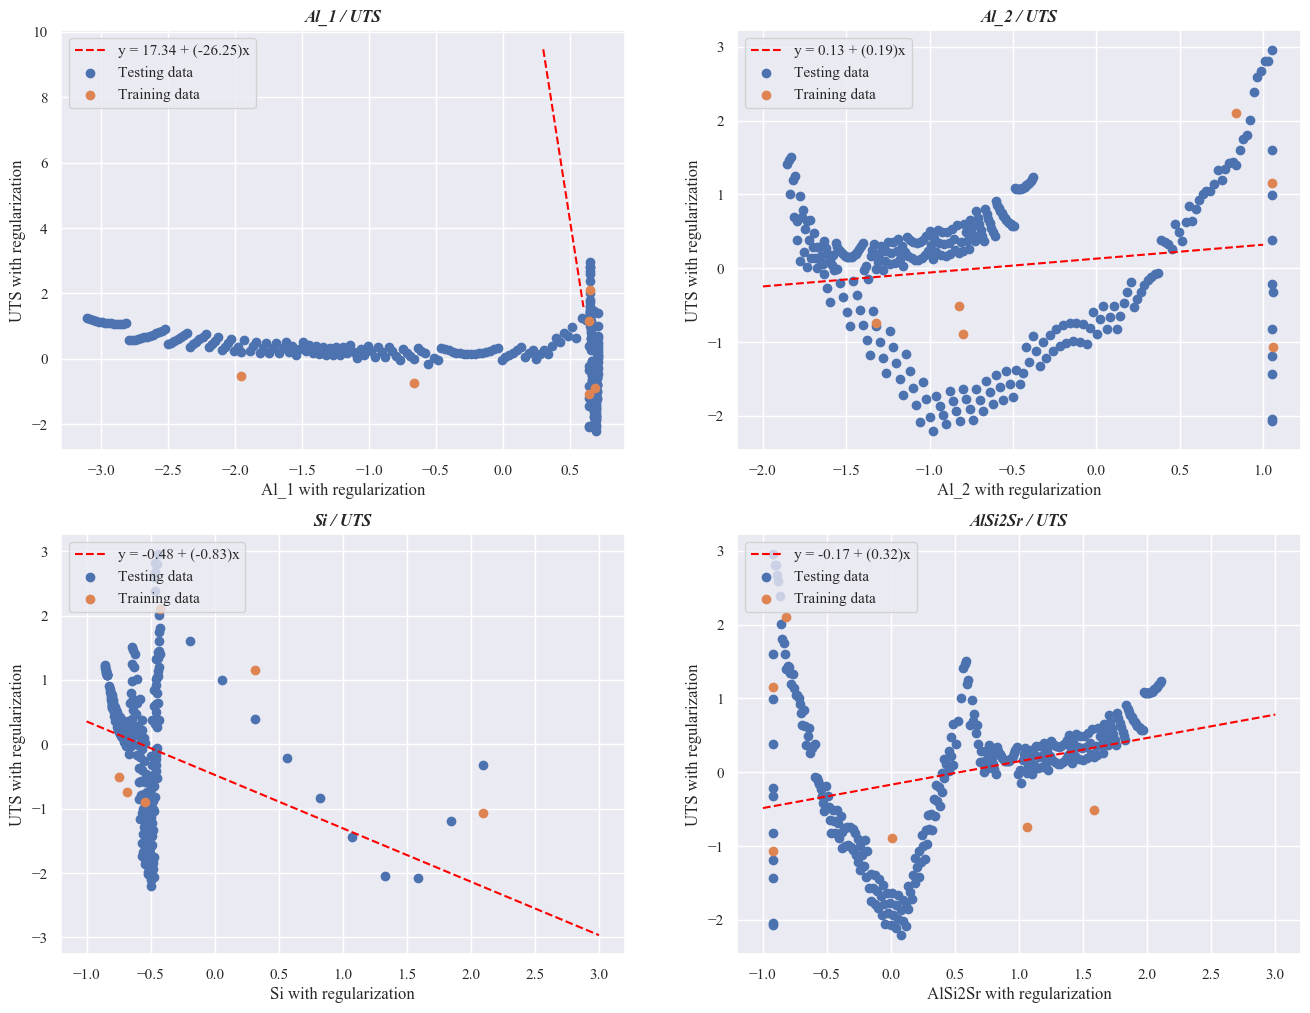 Al_1 / UTS
y = 17.34 + (-26.25)x
Testing data
Training data
10
8
6
4
2
0
−2
UTS with regularization
−3.0 −2.5 −2.0 −1.5 −1.0 −0.5 0.0 0.5
Al_1 with regularization
Al_2 / UTS
y = 0.13 + (0.19)x
Testing data
Training data
3
2
1
0
−1
−2
UTS with regularization
−2.0 −1.5 −1.0 −0.5 0.0 0.5 1.0
Al_2 with regularization
Si / UTS
y = -0.48 + (-0.83)x
Testing data
Training data
3
2
1
0
−1
−2
−3
UTS with regularization
−1.0 −0.5 0.0 0.5 1.0 1.5 2.0 2.5 3.0
Si with regularization
AlSi2Sr / UTS
y = -0.17 + (0.32)x
Testing data
Training data
3
2
1
0
−1
−2
UTS with regularization
−1.0 −0.5 0.0 0.5 1.0 1.5 2.0 2.5 3.0
AlSi2Sr with regularization